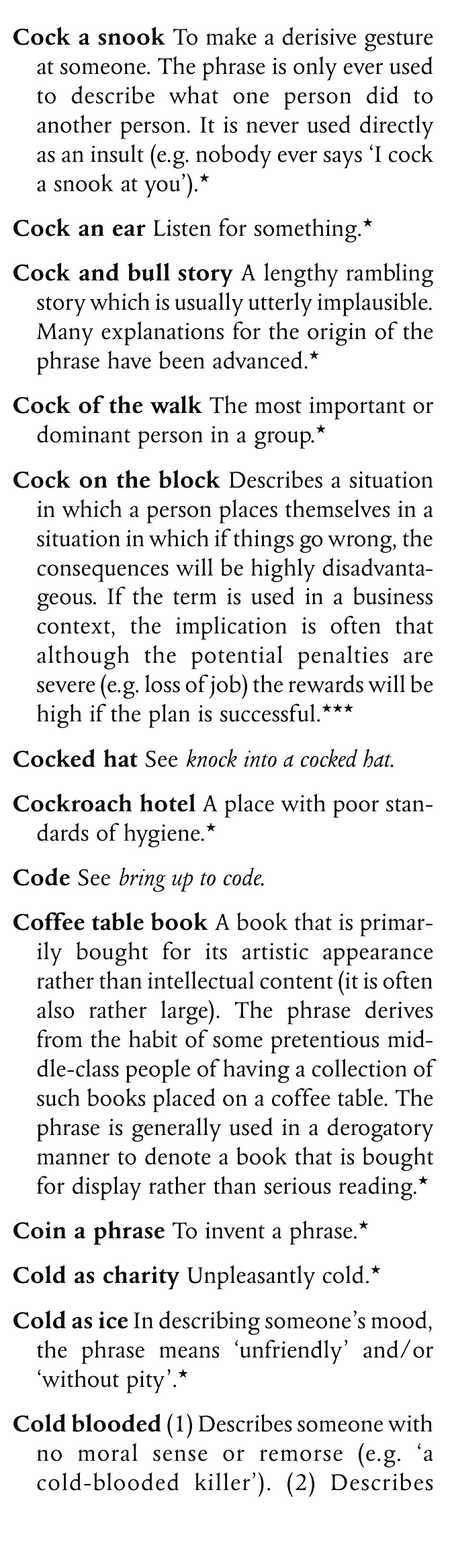 Cock a snook To make a derisive gesture
at someone. The phrase is only ever used
to describe what one person did to
another person. It is never used directly
as an insult (e.g. nobody ever says ‘I cock
a snook at you’).★
Cock an ear Listen for something.★
Cock and bull story A lengthy rambling
story which is usually utterly implausible.
Many explanations for the origin of the
phrase have been advanced.★
Cock of the walk The most important or
dominant person in a group.★
Cock on the block Describes a situation
in which a person places themselves in a
situation in which if things go wrong, the
consequences will be highly disadvanta-
geous. If the term is used in a business
context, the implication is often that
although the potential penalties are
severe (e.g. loss of job) the rewards will be
high if the plan is successful.★★★
Cocked hat See knock into a cocked hat.
Cockroach hotel A place with poor stan-
dards of hygiene.★
Code See bring up to code.
Coffee table book A book that is primar-
ily bought for its artistic appearance
rather than intellectual content (it is often
also rather large). The phrase derives
from the habit of some pretentious mid-
dle-class people of having a collection of
such books placed on a coffee table. The
phrase is generally used in a derogatory
manner to denote a book that is bought
for display rather than serious reading.★
Coin a phrase To invent a phrase.★
Cold as charity Unpleasantly cold.★
Cold as ice In describing someone’s mood,
the phrase means ‘unfriendly’ and/or
‘without pity’.★
Cold blooded (1) Describes someone with
no moral sense or remorse (e.g. ‘a
cold-blooded killer’). (2) Describes